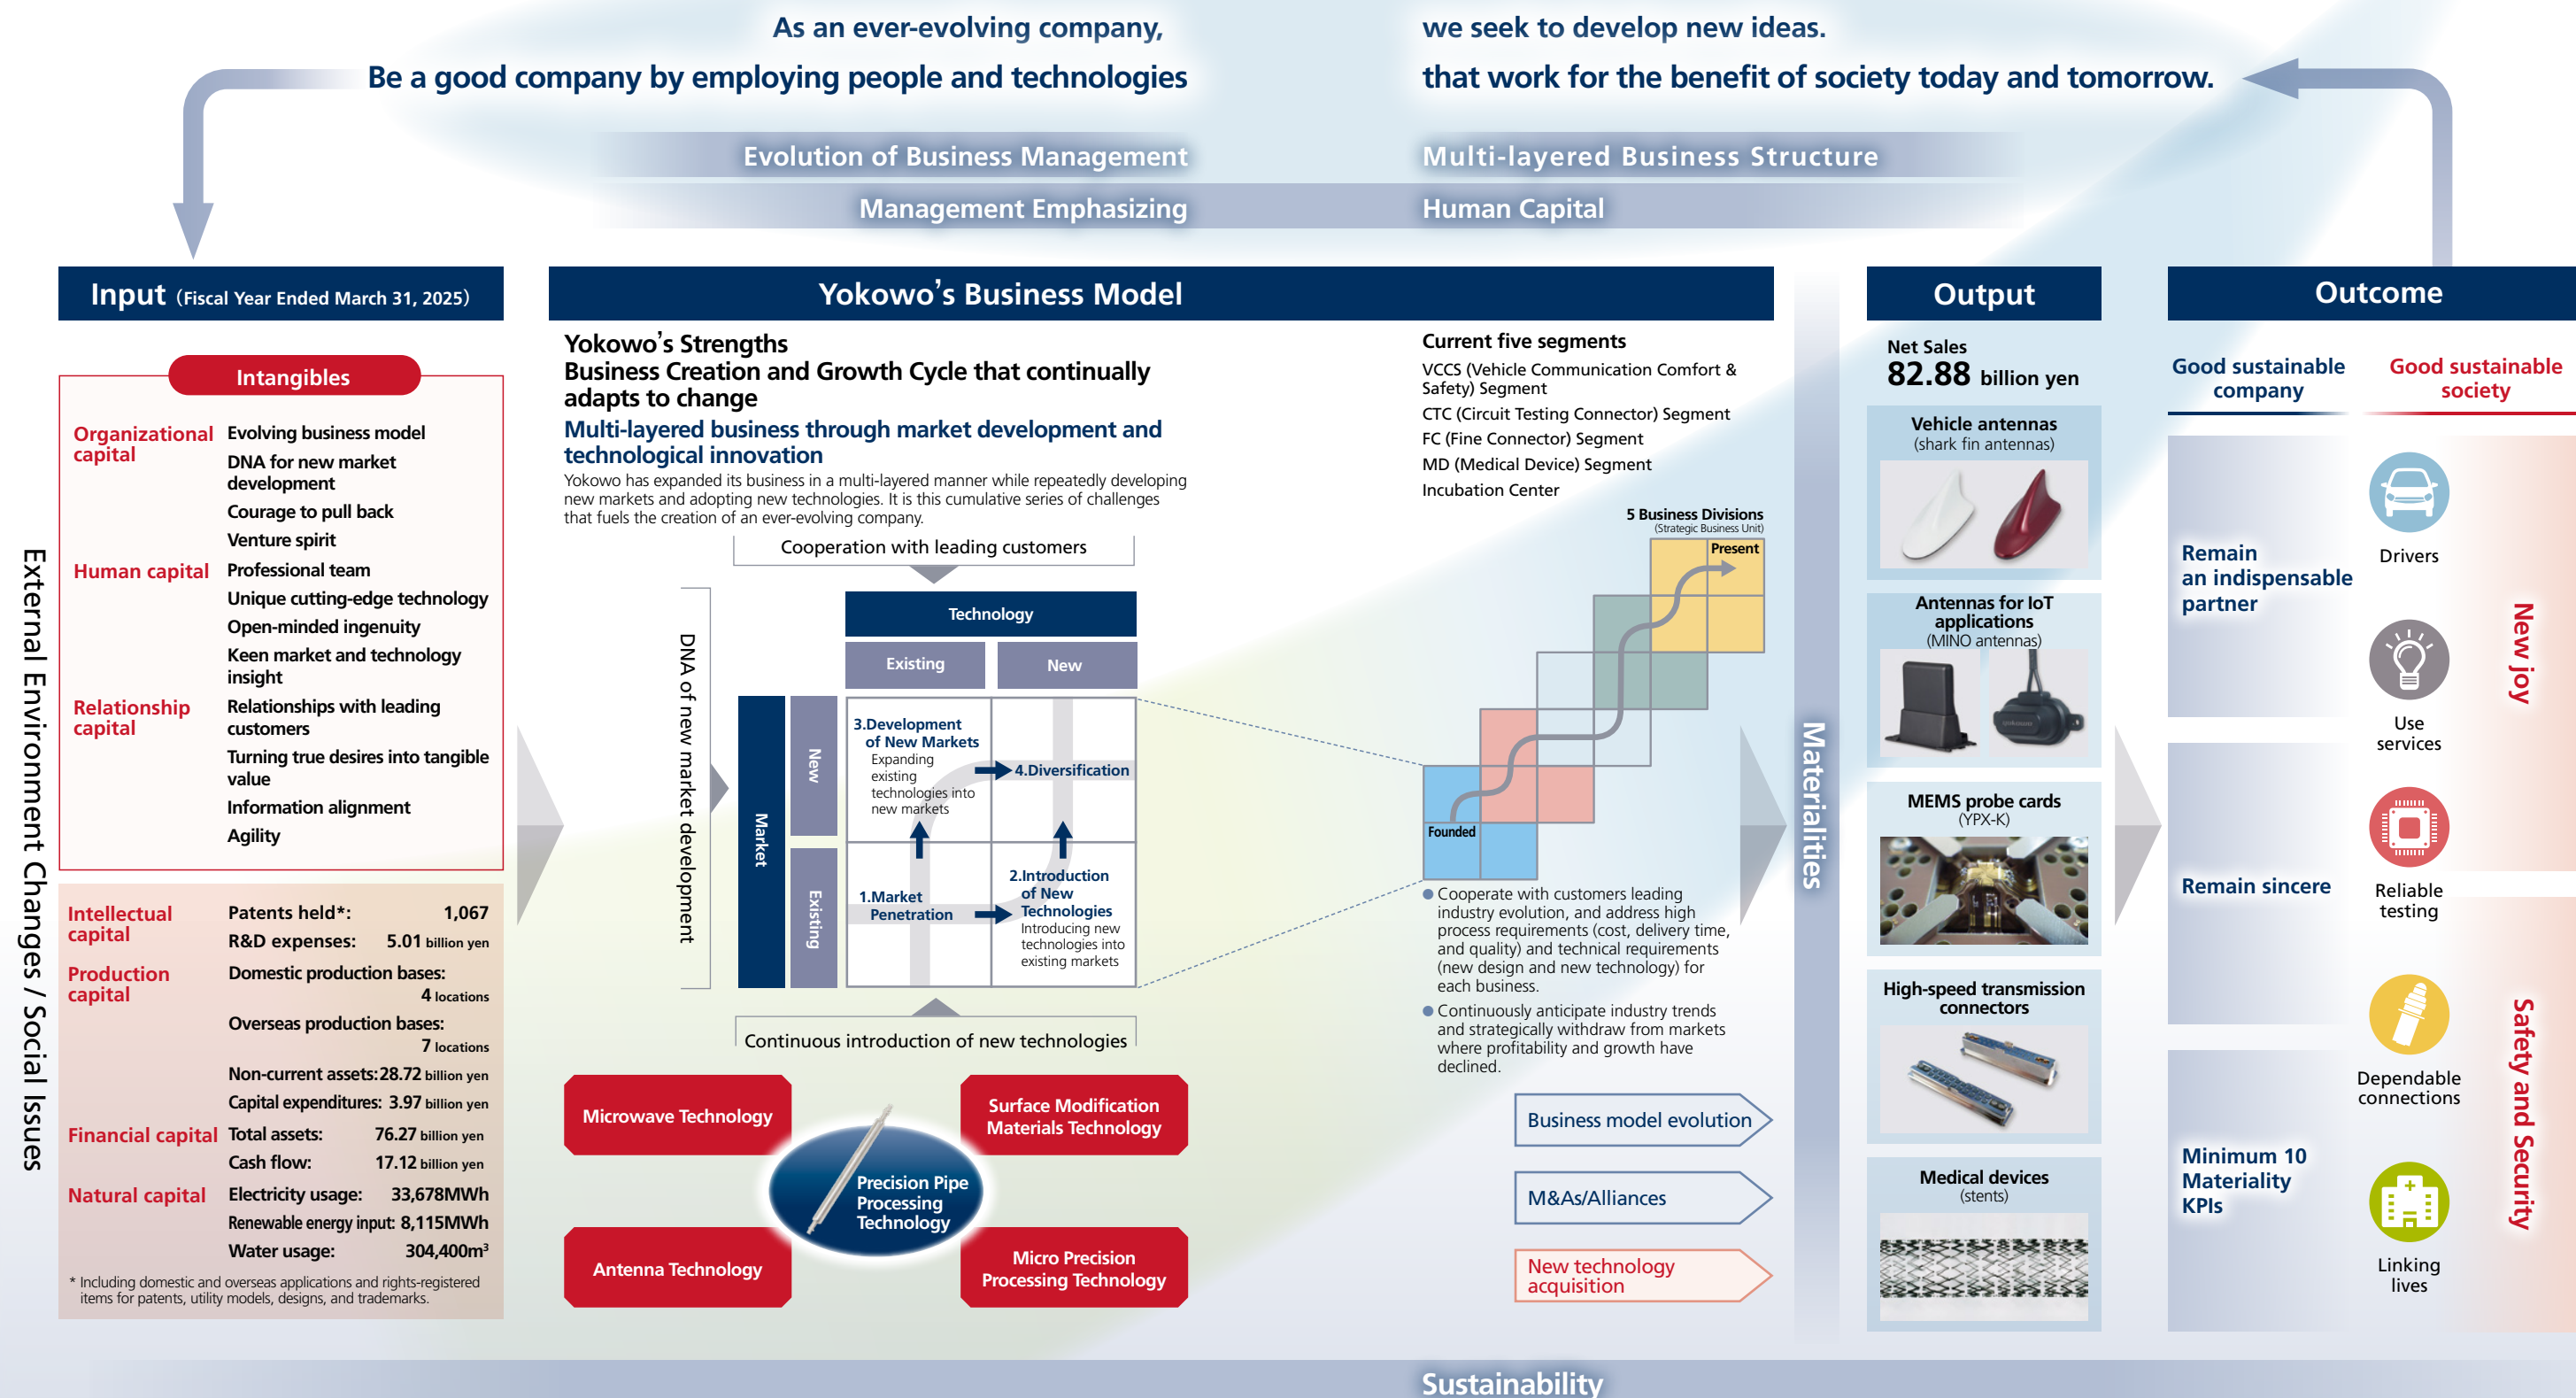 As an ever-evolving company, we seek to develop new ideas.
Be a good company by employing people and technologies that work for the benefit of society today and tomorrow.
Evolution of Business Management
Multi-layered Business Structure
Management Emphasizing Human Capital
External Environment Changes / Social Issues
Input (Fiscal Year Ended March 31, 2025)
Intangibles
Organizational
capital
Evolving business model
DNA for new market
development
Courage to pull back
Venture spirit
Human capital
Professional team
Unique cutting-edge technology
Open-minded ingenuity
Keen market and technology
insight
Relationship
capital
Relationships with leading
customers
Turning true desires into tangible
value
Information alignment
Agility
Intellectual
capital
Patents held*: 1,067
R&D expenses: 5.01 billion yen
Production
capital
Domestic production bases:
4 locations
Overseas production bases:
7 locations
Non-current assets: 28.72 billion yen
Capital expenditures: 3.97 billion yen
Financial capital
Total assets: 76.27 billion yen
Cash flow: 17.12 billion yen
Natural capital
Electricity usage: 33,678MWh
Renewable energy input: 8,115MWh
Water usage: 304,400m³
* Including domestic and overseas applications and rights-registered
items for patents, utility models, designs, and trademarks.
Yokowo's Business Model
Yokowo's Strengths
Business Creation and Growth Cycle that continually
adapts to change
Multi-layered business through market development and
technological innovation
Yokowo has expanded its business in a multi-layered manner while repeatedly developing
new markets and adopting new technologies. It is this cumulative series of challenges
that fuels the creation of an ever-evolving company.
Cooperation with leading customers
DNA of new market development
Technology
Existing
New
Market
New
Existing
3.Development
of New Markets
Expanding
existing
technologies into
new markets
4.Diversification
1.Market
Penetration
2.Introduction
of New
Technologies
Introducing new
technologies into
existing markets
Continuous introduction of new technologies
Microwave Technology
Surface Modification
Materials Technology
Precision Pipe
Processing
Technology
Antenna Technology
Micro Precision
Processing Technology
Current five segments
VCCS (Vehicle Communication Comfort &
Safety) Segment
CTC (Circuit Testing Connector) Segment
FC (Fine Connector) Segment
MD (Medical Device) Segment
Incubation Center
5 Business Divisions
(Strategic Business Unit)
Present
Founded
● Cooperate with customers leading
industry evolution, and address high
process requirements (cost, delivery time,
and quality) and technical requirements
(new design and new technology) for
each business.
● Continuously anticipate industry trends
and strategically withdraw from markets
where profitability and growth have
declined.
Business model evolution
M&As/Alliances
New technology
acquisition
Materialities
Output
Net Sales
82.88 billion yen
Vehicle antennas
(shark fin antennas)
Antennas for IoT
applications
(MINO antennas)
yokowo
MEMS probe cards
(YPX-K)
High-speed transmission
connectors
Medical devices
(stents)
Outcome
Good sustainable
company
Good sustainable
society
Remain
an indispensable
partner
Remain sincere
Minimum 10
Materiality
KPIs
Drivers
Use
services
Reliable
testing
Dependable
connections
Linking
lives
New joy
Safety and Security
Sustainability